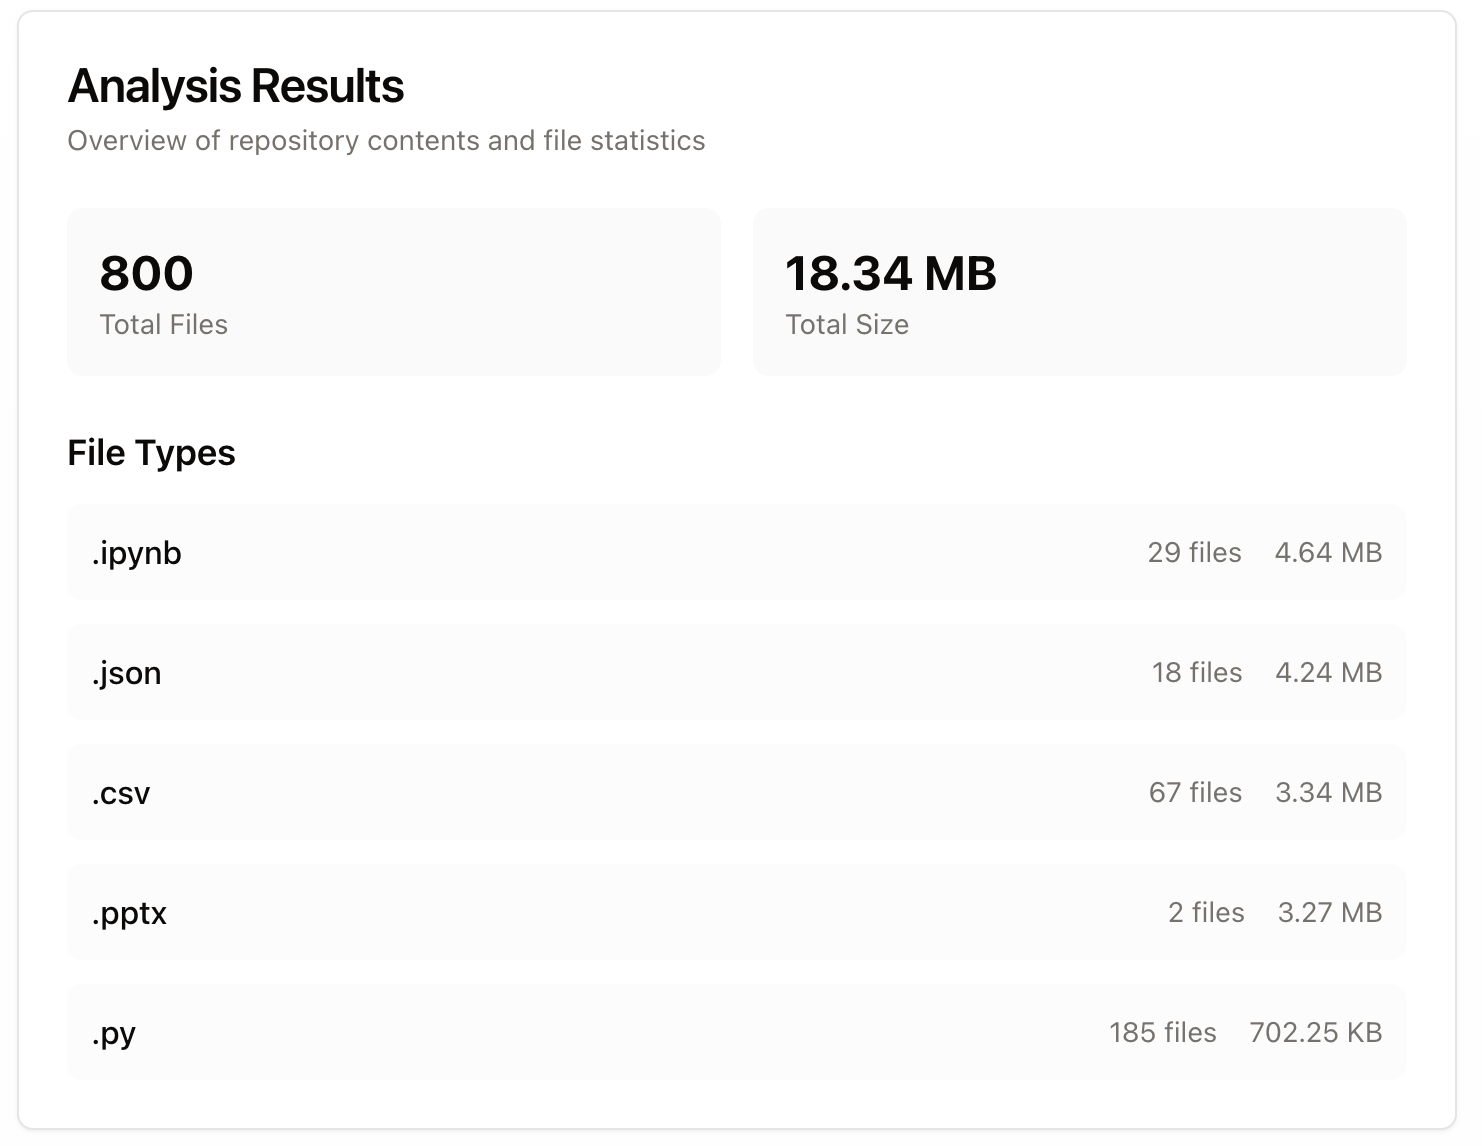 Analysis Results
Overview of repository contents and file statistics
800
Total Files
18.34 MB
Total Size
File Types
.ipynb 29 files 4.64 MB
.json 18 files 4.24 MB
.csv 67 files 3.34 MB
.pptx 2 files 3.27 MB
.py 185 files 702.25 KB